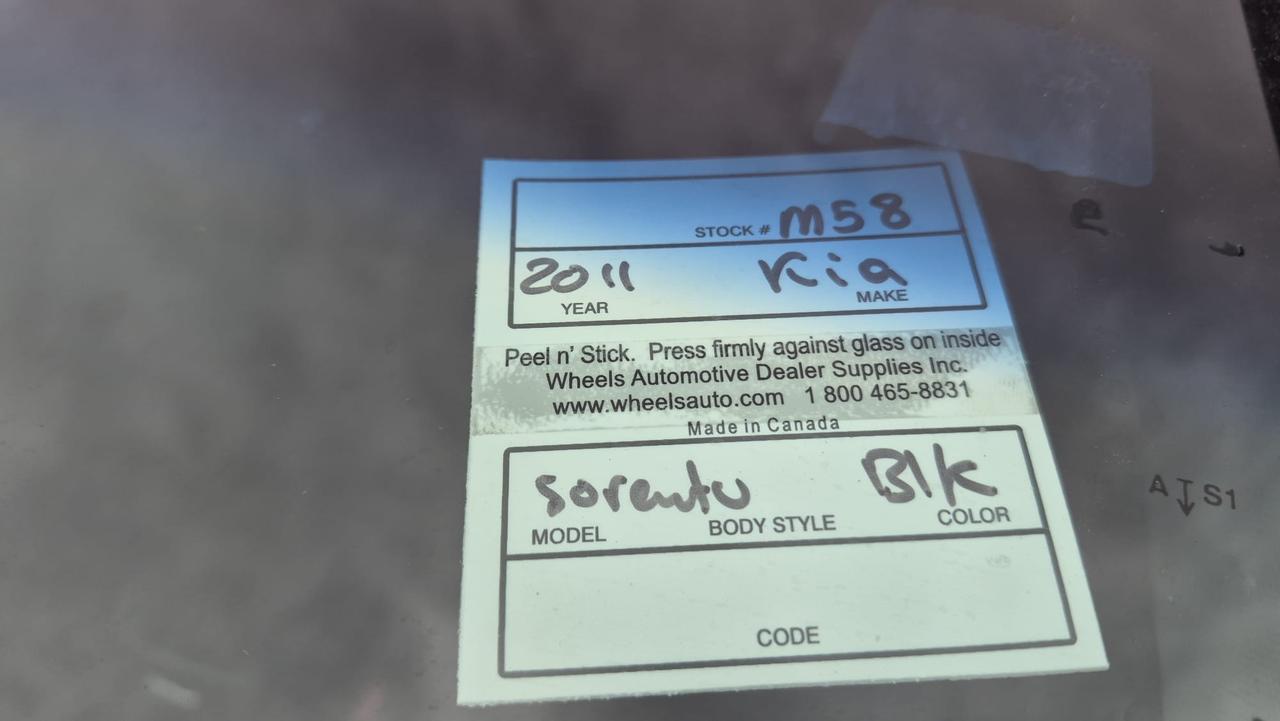 STOCK # M58
2011 Kia
YEAR MAKE
Peel n' Stick. Press firmly against glass on inside
Wheels Automotive Dealer Supplies Inc.
www.wheelsauto.com 1 800 465-8831
Made in Canada
Sorento Blk
MODEL BODY STYLE COLOR
CODE
A S1